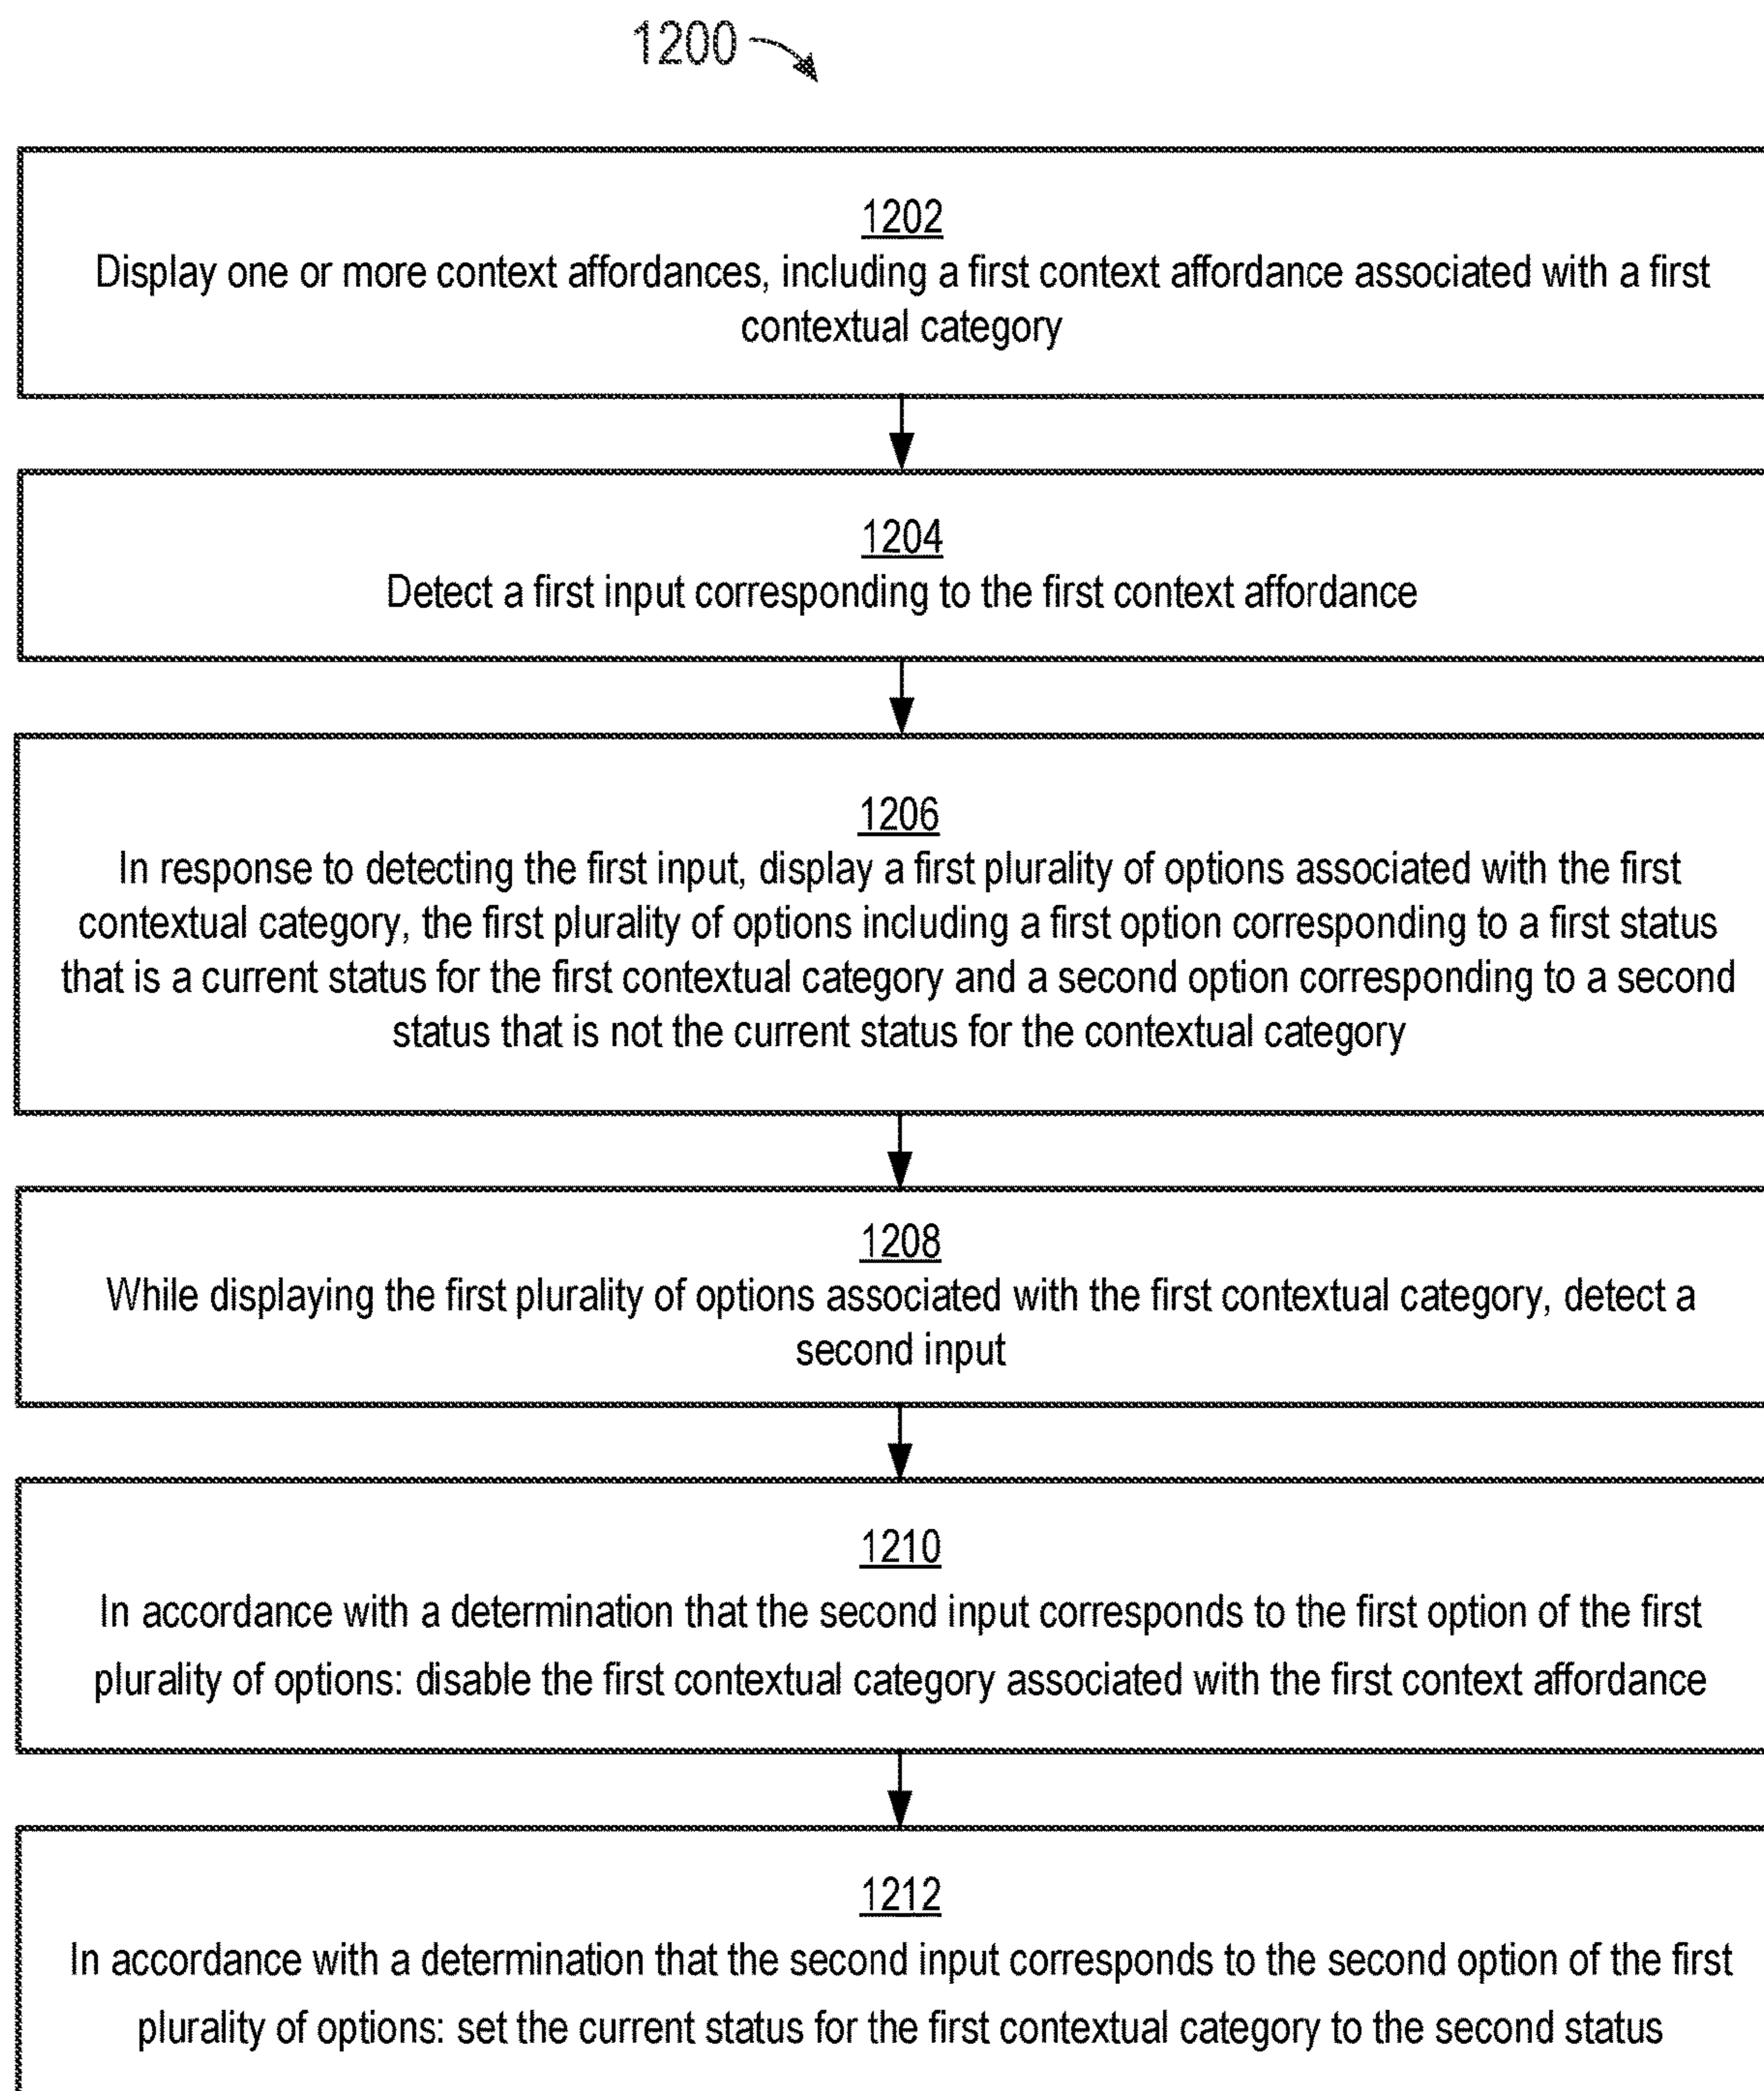 1200
1202
Display one or more context affordances, including a first context affordance associated with a first
contextual category
1204
Detect a first input corresponding to the first context affordance
1206
In response to detecting the first input, display a first plurality of options associated with the first
contextual category, the first plurality of options including a first option corresponding to a first status
that is a current status for the first contextual category and a second option corresponding to a second
status that is not the current status for the contextual category
1208
While displaying the first plurality of options associated with the first contextual category, detect a
second input
1210
In accordance with a determination that the second input corresponds to the first option of the first
plurality of options: disable the first contextual category associated with the first context affordance
1212
In accordance with a determination that the second input corresponds to the second option of the first
plurality of options: set the current status for the first contextual category to the second status